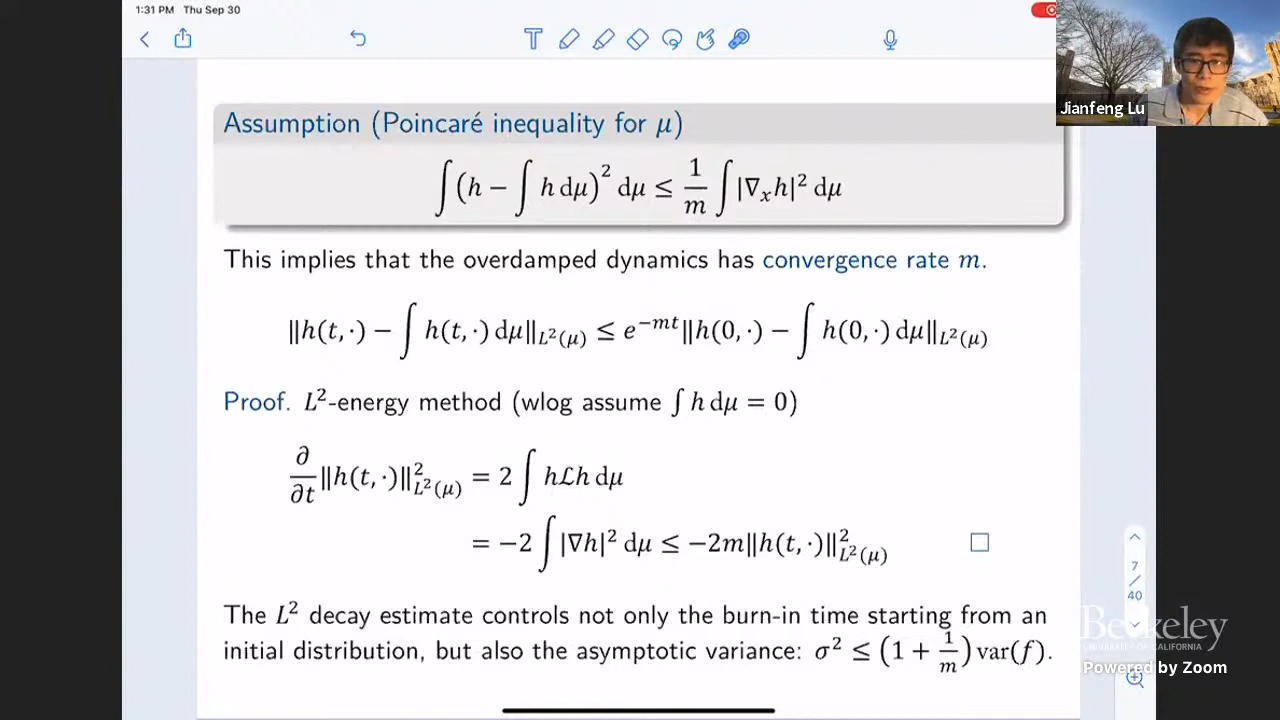 1:31 PM Thu Sep 30
Jianfeng Lu
Assumption (Poincaré inequality for μ)
∫(h − ∫ h dμ)² dμ ≤ 1/m ∫|∇ₓh|² dμ
This implies that the overdamped dynamics has convergence rate m.
‖h(t, ·) − ∫ h(t, ·) dμ‖_{L²(μ)} ≤ e^{−mt}‖h(0, ·) − ∫ h(0, ·) dμ‖_{L²(μ)}
Proof. L²-energy method (wlog assume ∫ h dμ = 0)
∂/∂t ‖h(t, ·)‖²_{L²(μ)} = 2 ∫ hℒh dμ
= −2 ∫ |∇h|² dμ ≤ −2m‖h(t, ·)‖²_{L²(μ)} □
7
/
40
The L² decay estimate controls not only the burn-in time starting from an
initial distribution, but also the asymptotic variance: σ² ≤ (1 + 1/m) var(f).
Berkeley
UNIVERSITY OF CALIFORNIA
Powered by Zoom